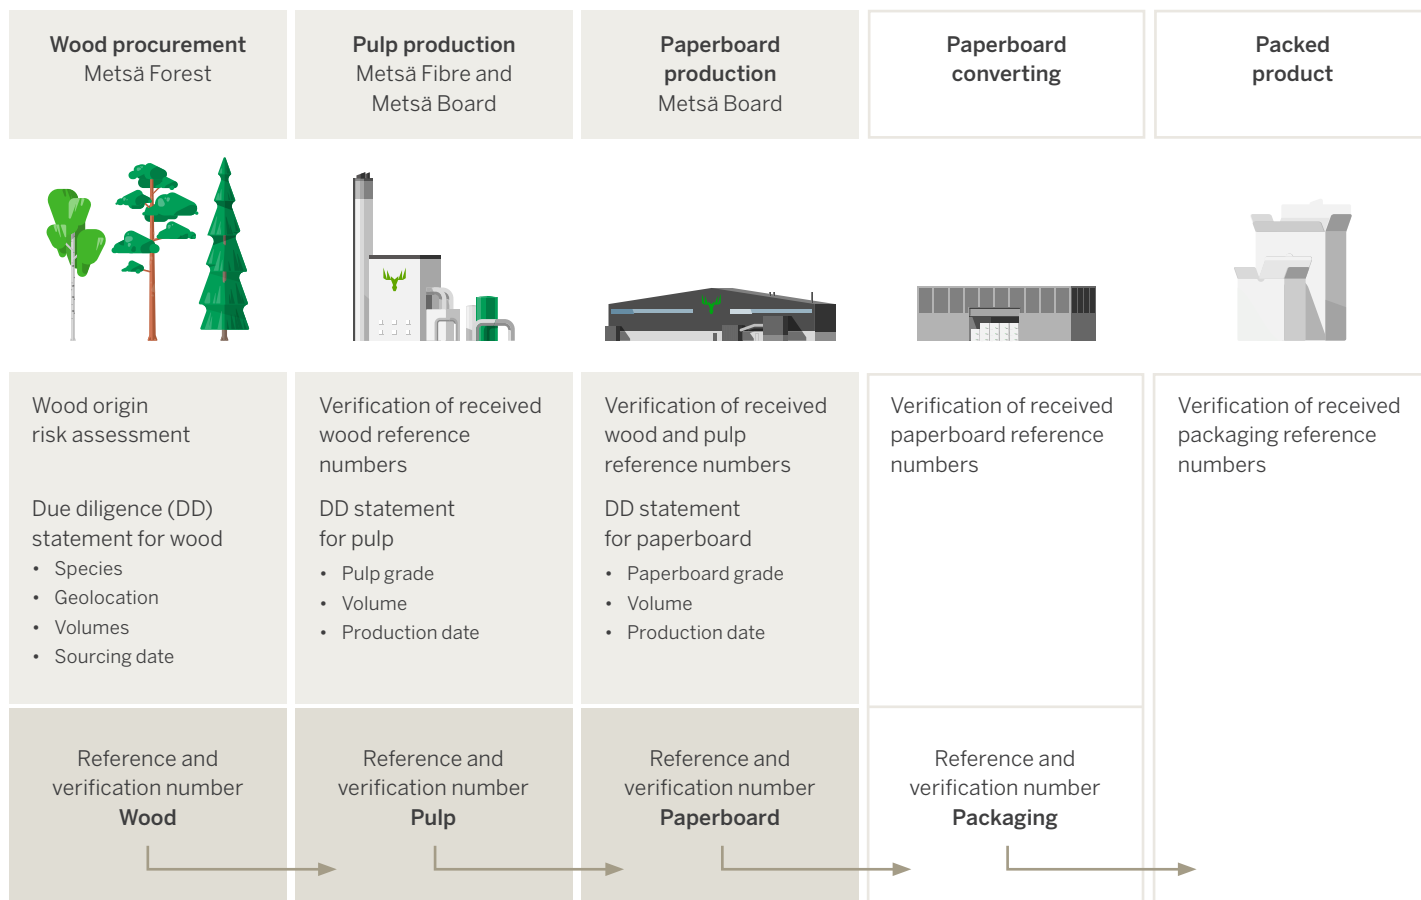 Wood procurement
Metsä Forest
Pulp production
Metsä Fibre and
Metsä Board
Paperboard
production
Metsä Board
Paperboard
converting
Packed
product
Wood origin
risk assessment
Due diligence (DD)
statement for wood
• Species
• Geolocation
• Volumes
• Sourcing date
Verification of received
wood reference
numbers
DD statement
for pulp
• Pulp grade
• Volume
• Production date
Verification of received
wood and pulp
reference numbers
DD statement
for paperboard
• Paperboard grade
• Volume
• Production date
Verification of received
paperboard reference
numbers
Verification of received
packaging reference
numbers
Reference and
verification number
Wood
Reference and
verification number
Pulp
Reference and
verification number
Paperboard
Reference and
verification number
Packaging